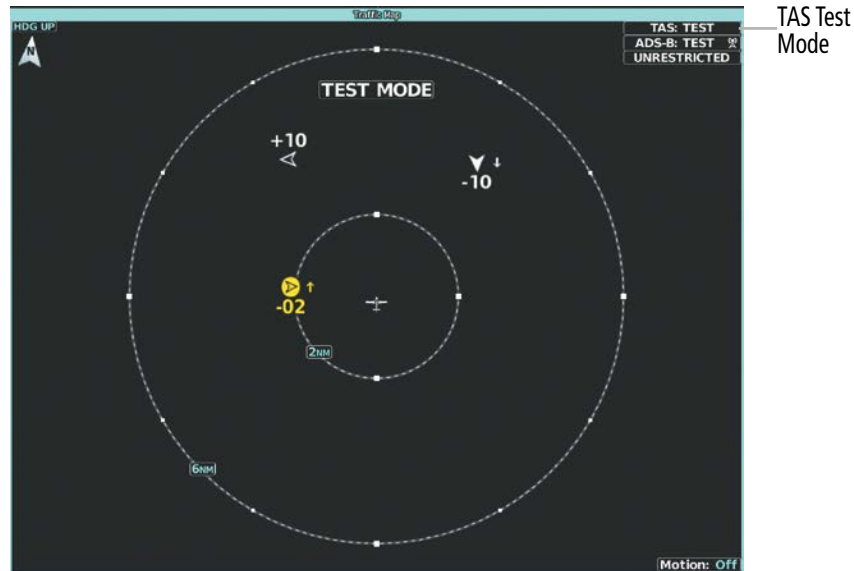 Traffic Map
HDG UP
N
TAS: TEST
ADS-B: TEST
UNRESTRICTED
TAS Test
Mode
TEST MODE
+10
-10
-02
2NM
6NM
Motion: Off